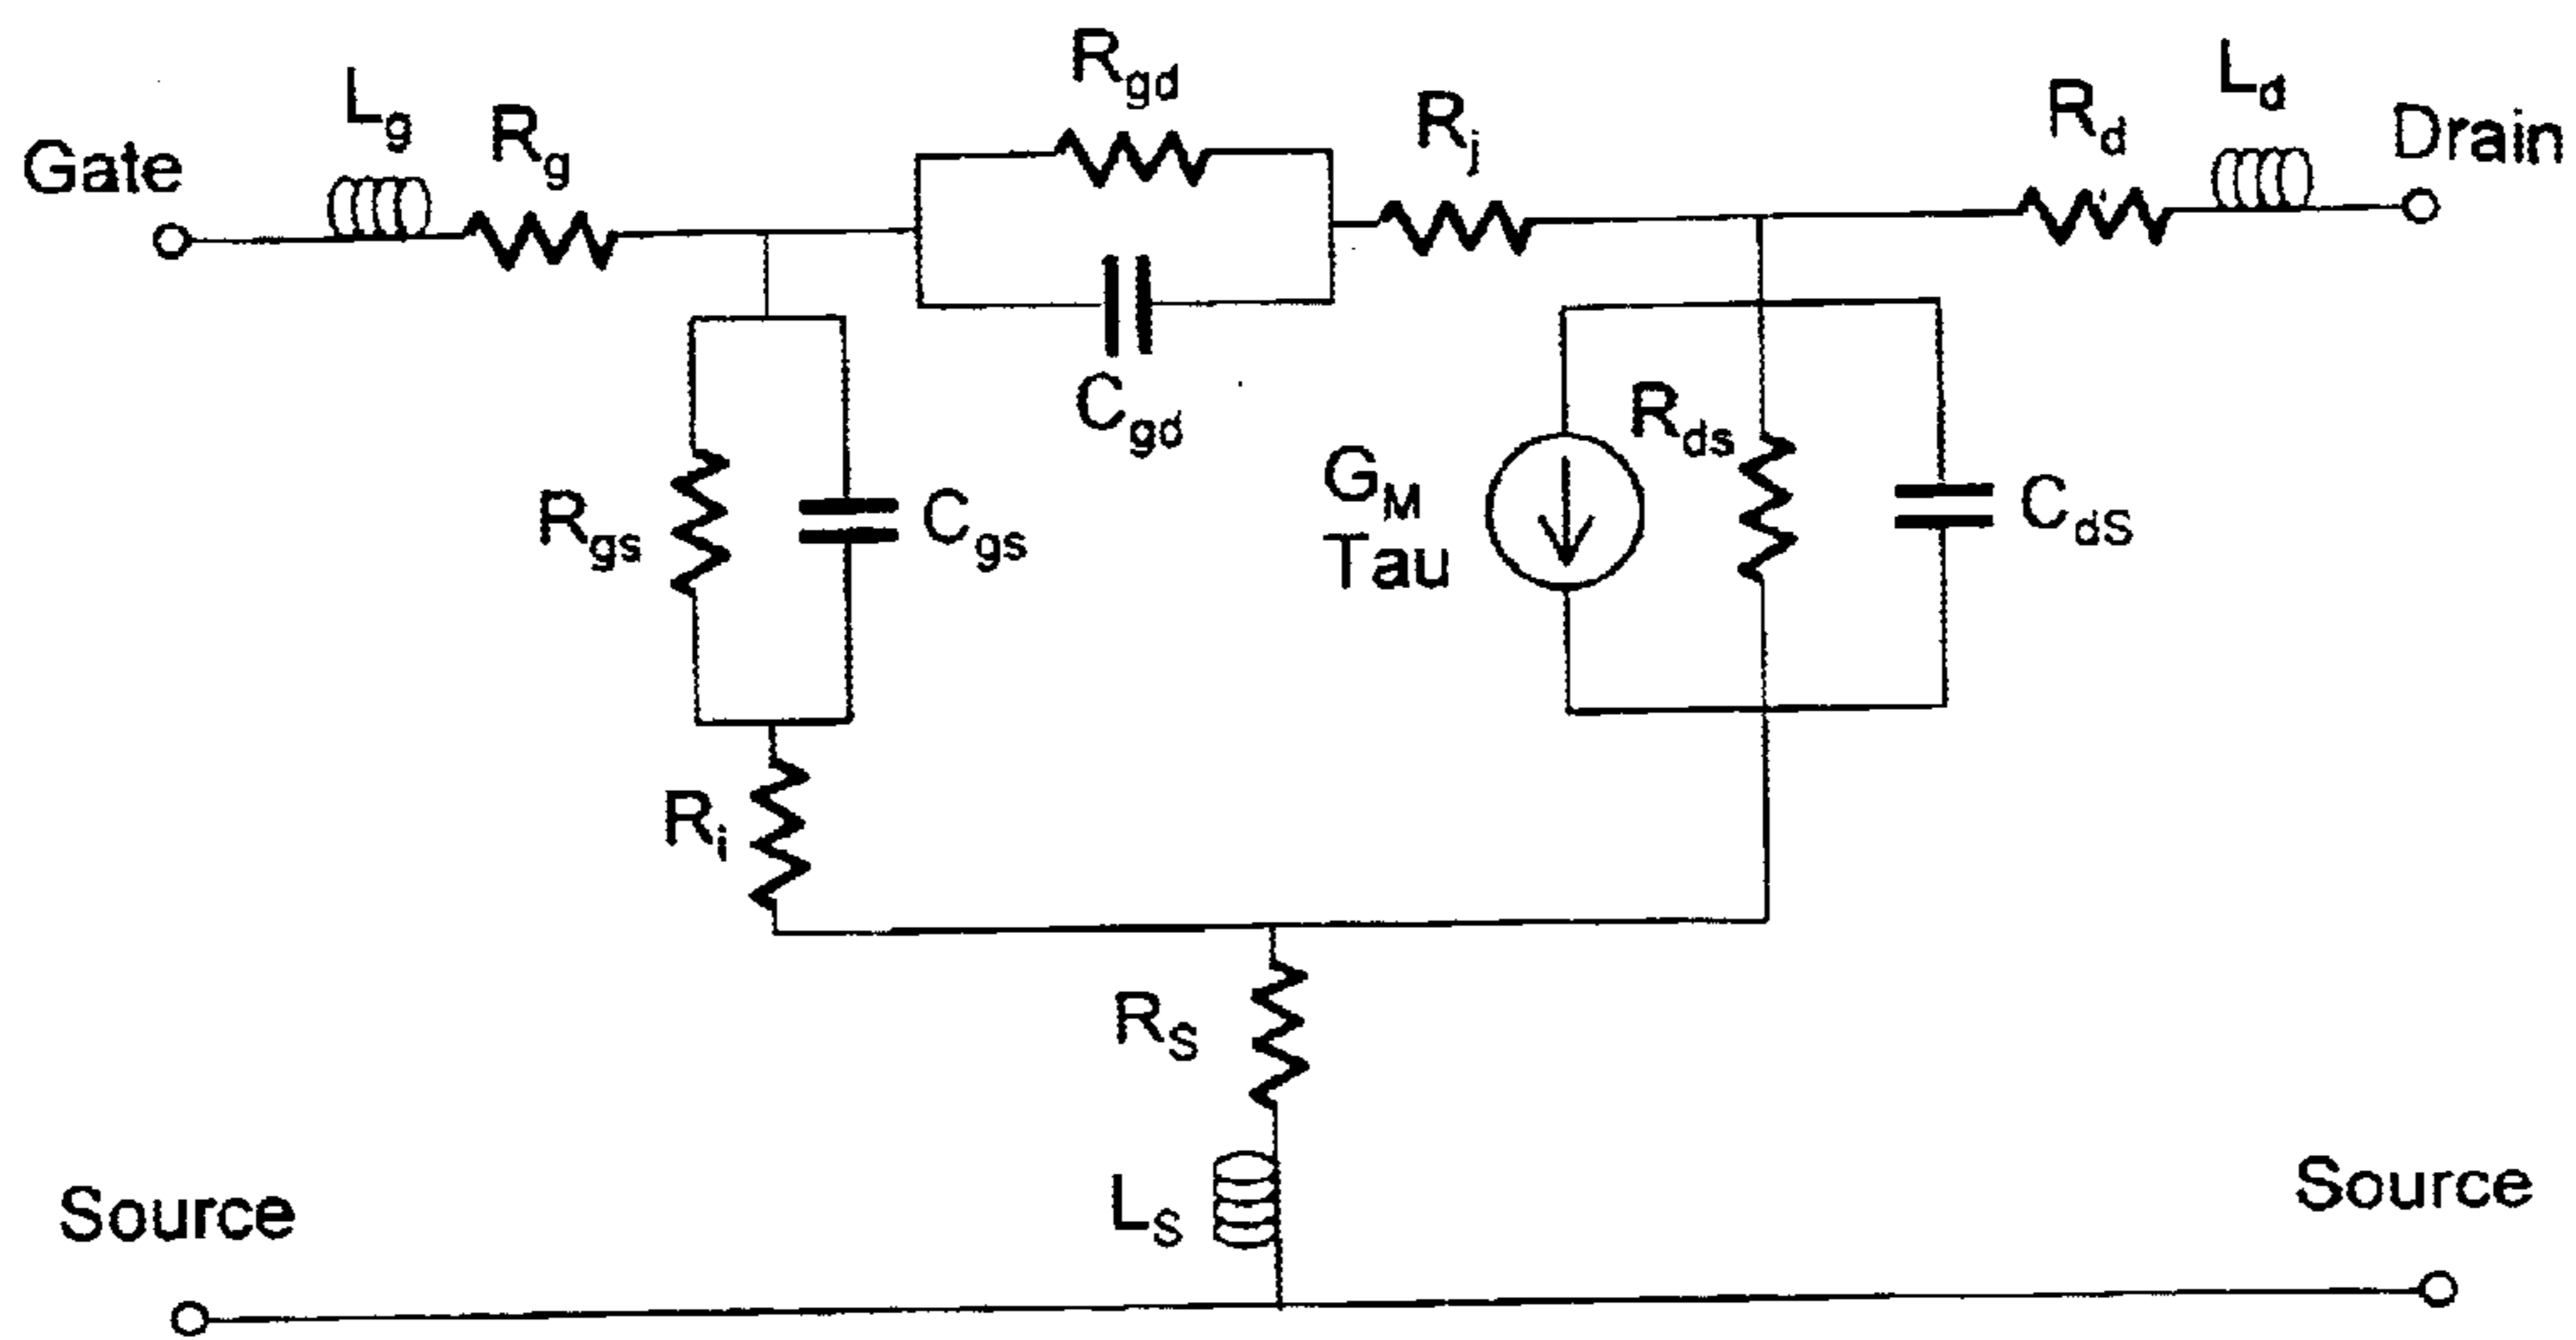 Gate
Lg
Rg
Rgd
Cgd
Rj
Rd
Ld
Drain
Rgs
Cgs
GM
Tau
Rds
CdS
Ri
RS
LS
Source
Source